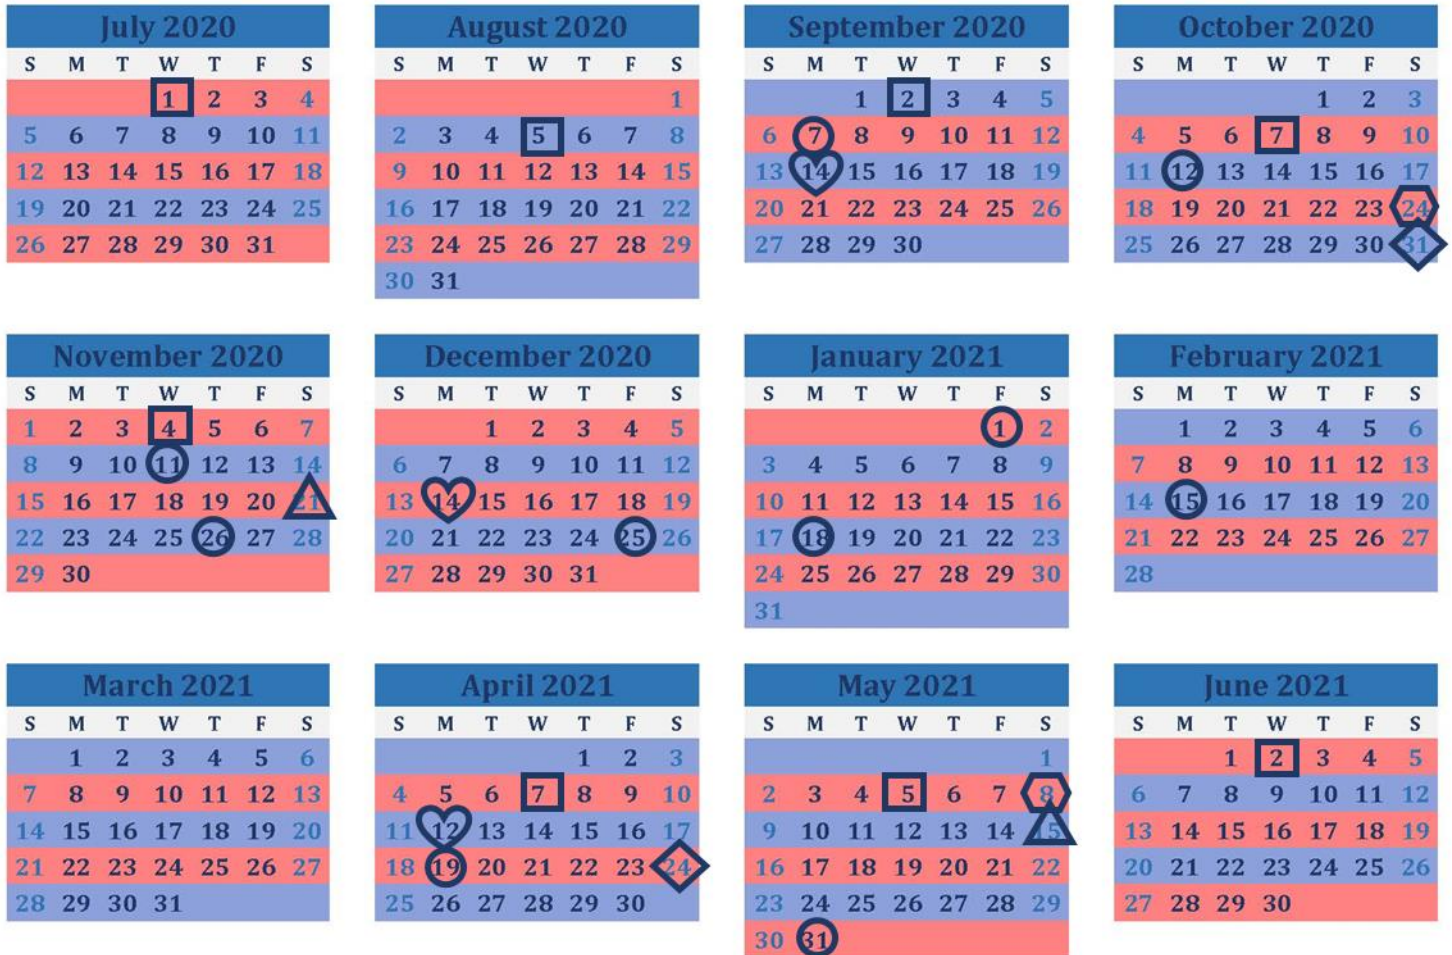 July 2020
S M T W T F S
1 2 3 4
5 6 7 8 9 10 11
12 13 14 15 16 17 18
19 20 21 22 23 24 25
26 27 28 29 30 31
August 2020
S M T W T F S
1
2 3 4 5 6 7 8
9 10 11 12 13 14 15
16 17 18 19 20 21 22
23 24 25 26 27 28 29
30 31
September 2020
S M T W T F S
1 2 3 4 5
6 7 8 9 10 11 12
13 14 15 16 17 18 19
20 21 22 23 24 25 26
27 28 29 30
October 2020
S M T W T F S
1 2 3
4 5 6 7 8 9 10
11 12 13 14 15 16 17
18 19 20 21 22 23 24
25 26 27 28 29 30 31
November 2020
S M T W T F S
1 2 3 4 5 6 7
8 9 10 11 12 13 14
15 16 17 18 19 20 21
22 23 24 25 26 27 28
29 30
December 2020
S M T W T F S
1 2 3 4 5
6 7 8 9 10 11 12
13 14 15 16 17 18 19
20 21 22 23 24 25 26
27 28 29 30 31
January 2021
S M T W T F S
1 2
3 4 5 6 7 8 9
10 11 12 13 14 15 16
17 18 19 20 21 22 23
24 25 26 27 28 29 30
31
February 2021
S M T W T F S
1 2 3 4 5 6
7 8 9 10 11 12 13
14 15 16 17 18 19 20
21 22 23 24 25 26 27
28
March 2021
S M T W T F S
1 2 3 4 5 6
7 8 9 10 11 12 13
14 15 16 17 18 19 20
21 22 23 24 25 26 27
28 29 30 31
April 2021
S M T W T F S
1 2 3
4 5 6 7 8 9 10
11 12 13 14 15 16 17
18 19 20 21 22 23 24
25 26 27 28 29 30
May 2021
S M T W T F S
1
2 3 4 5 6 7 8
9 10 11 12 13 14 15
16 17 18 19 20 21 22
23 24 25 26 27 28 29
30 31
June 2021
S M T W T F S
1 2 3 4 5
6 7 8 9 10 11 12
13 14 15 16 17 18 19
20 21 22 23 24 25 26
27 28 29 30